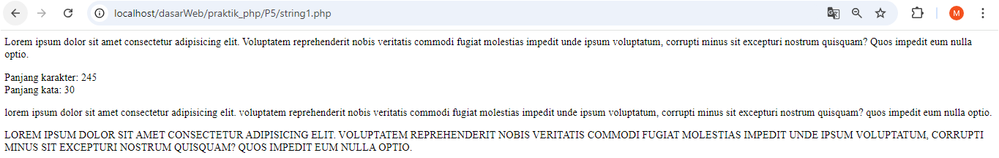 localhost/dasarWeb/praktik_php/P5/string1.php
M
Lorem ipsum dolor sit amet consectetur adipisicing elit. Voluptatem reprehenderit nobis veritatis commodi fugiat molestias impedit unde ipsum voluptatum, corrupti minus sit excepturi nostrum quisquam? Quos impedit eum nulla
optio.
Panjang karakter: 245
Panjang kata: 30
lorem ipsum dolor sit amet consectetur adipisicing elit. voluptatem reprehenderit nobis veritatis commodi fugiat molestias impedit unde ipsum voluptatum, corrupti minus sit excepturi nostrum quisquam? quos impedit eum nulla optio.
LOREM IPSUM DOLOR SIT AMET CONSECTETUR ADIPISICING ELIT. VOLUPTATEM REPREHENDERIT NOBIS VERITATIS COMMODI FUGIAT MOLESTIAS IMPEDIT UNDE IPSUM VOLUPTATUM, CORRUPTI
MINUS SIT EXCEPTURI NOSTRUM QUISQUAM? QUOS IMPEDIT EUM NULLA OPTIO.